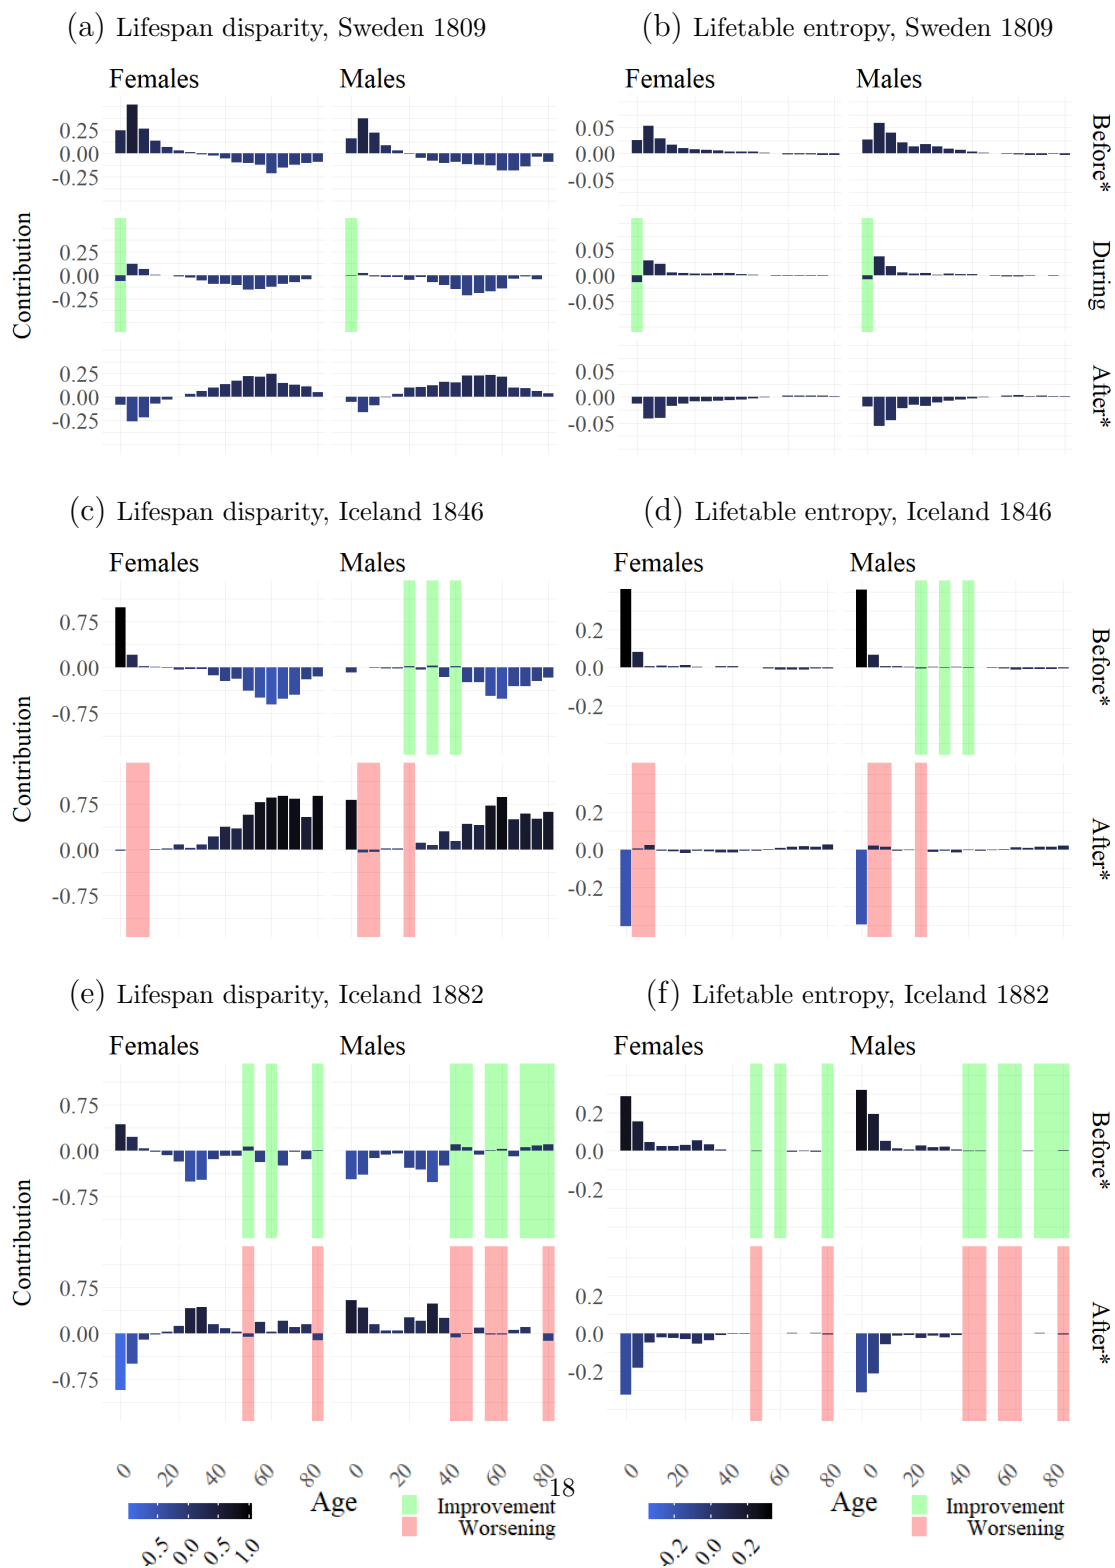 (a) Lifespan disparity, Sweden 1809
(b) Lifetable entropy, Sweden 1809
Females Males
Females Males
0.25
0.00
-0.25
0.05
0.00
-0.05
Before*
0.25
0.00
-0.25
0.05
0.00
-0.05
During
0.25
0.00
-0.25
0.05
0.00
-0.05
After*
Contribution
(c) Lifespan disparity, Iceland 1846
(d) Lifetable entropy, Iceland 1846
Females Males
Females Males
0.75
0.00
-0.75
0.2
0.0
-0.2
Before*
0.75
0.00
-0.75
0.2
0.0
-0.2
After*
Contribution
(e) Lifespan disparity, Iceland 1882
(f) Lifetable entropy, Iceland 1882
Females Males
Females Males
0.75
0.00
-0.75
0.2
0.0
-0.2
Before*
0.75
0.00
-0.75
0.2
0.0
-0.2
After*
Contribution
0 20 40 60 80 0 20 40 60 80
0 20 40 60 80 0 20 40 60 80
Age
18
Age
-0.5 0.0 0.5 1.0
Improvement
Worsening
-0.2 0.0 0.2
Improvement
Worsening